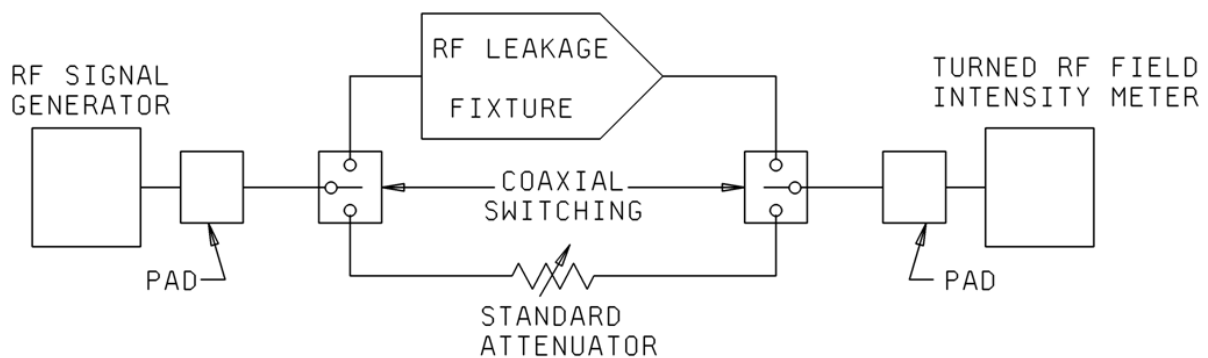 RF LEAKAGE
FIXTURE
RF SIGNAL
GENERATOR
TURNED RF FIELD
INTENSITY METER
COAXIAL
SWITCHING
PAD
PAD
STANDARD
ATTENUATOR